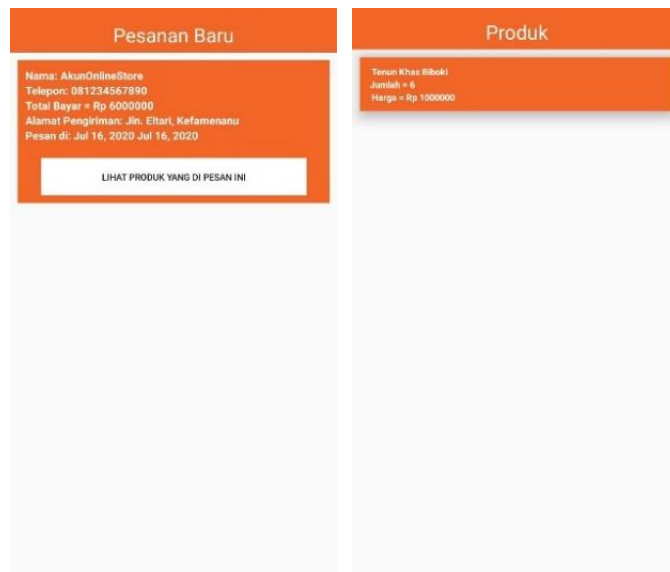 Pesanan Baru
Nama: AkunOnlineStore
Telepon: 081234567890
Total Bayar = Rp 6000000
Alamat Pengiriman: Jln. Eltari, Kefamenanu
Pesan di: Jul 16, 2020 Jul 16, 2020
LIHAT PRODUK YANG DI PESAN INI
Produk
Tenun Khas Biboki
Jumlah = 6
Harga = Rp 1000000